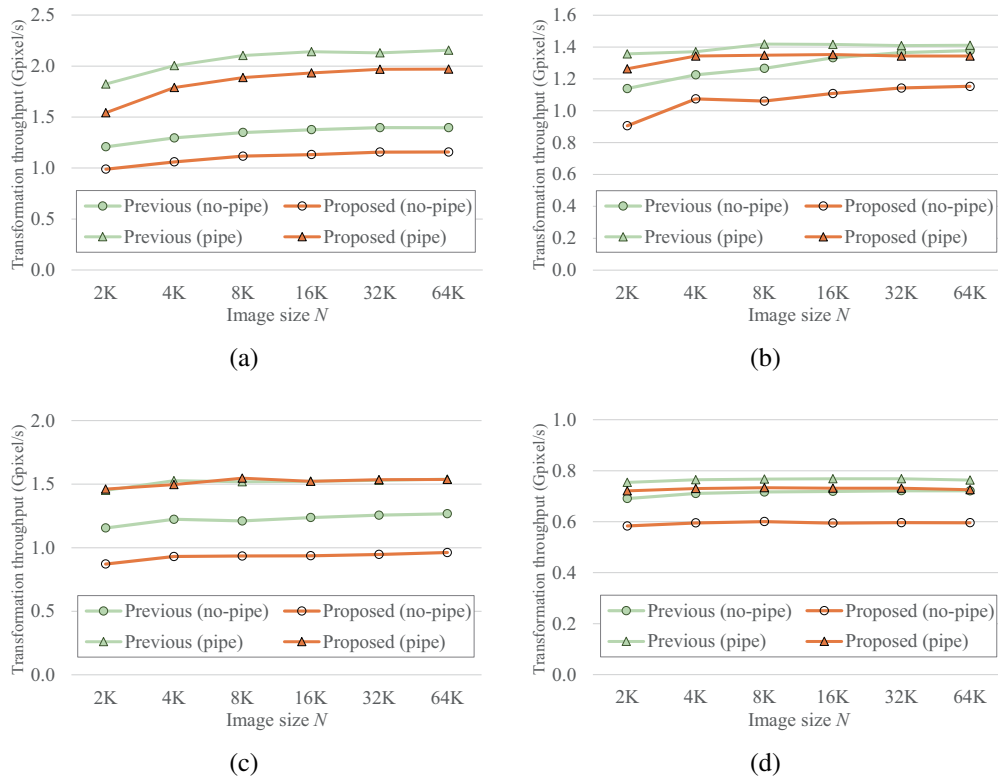 Transformation throughput (Gpixel/s)
2.5
2.0
1.5
1.0
0.5
0.0
Previous (no-pipe) Proposed (no-pipe)
Previous (pipe) Proposed (pipe)
2K 4K 8K 16K 32K 64K
Image size N
(a)
Transformation throughput (Gpixel/s)
1.6
1.4
1.2
1.0
0.8
0.6
0.4
0.2
0.0
Previous (no-pipe) Proposed (no-pipe)
Previous (pipe) Proposed (pipe)
2K 4K 8K 16K 32K 64K
Image size N
(b)
Transformation throughput (Gpixel/s)
2.0
1.5
1.0
0.5
0.0
Previous (no-pipe) Proposed (no-pipe)
Previous (pipe) Proposed (pipe)
2K 4K 8K 16K 32K 64K
Image size N
(c)
Transformation throughput (Gpixel/s)
1.0
0.8
0.6
0.4
0.2
0.0
Previous (no-pipe) Proposed (no-pipe)
Previous (pipe) Proposed (pipe)
2K 4K 8K 16K 32K 64K
Image size N
(d)